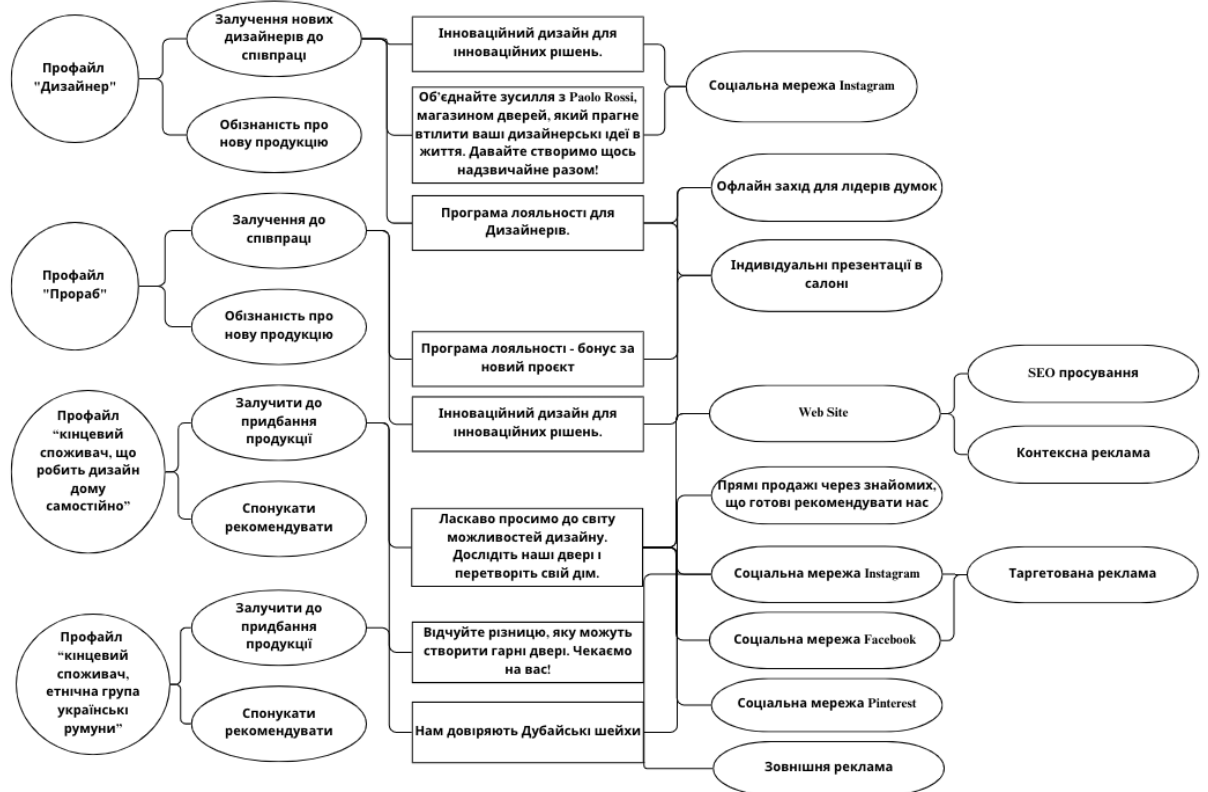 Профайл
"Дизайнер"
Залучення нових
дизайнерів до
співпраці
Обізнаність про
нову продукцію
Інноваційний дизайн для
інноваційних рішень.
Об'єднайте зусилля з Paolo Rossi,
магазином дверей, який прагне
втілити ваші дизайнерські ідеї в
життя. Давайте створимо щось
надзвичайне разом!
Програма лояльності для
Дизайнерів.
Соціальна мережа Instagram
Офлайн захід для лідерів думок
Індивідуальні презентації в
салоні
Профайл
"Прораб"
Залучення до
співпраці
Обізнаність про
нову продукцію
Програма лояльності - бонус за
новий проєкт
Інноваційний дизайн для
інноваційних рішень.
Web Site
SEO просування
Контексна реклама
Профайл
“кінцевий
споживач, що
робить дизайн
дому
самостійно”
Залучити до
придбання
продукції
Спонукати
рекомендувати
Ласкаво просимо до світу
можливостей дизайну.
Дослідіть наші двері і
перетворіть свій дім.
Прямі продажі через знайомих,
що готові рекомендувати нас
Соціальна мережа Instagram
Таргетована реклама
Соціальна мережа Facebook
Соціальна мережа Pinterest
Зовнішня реклама
Профайл
“кінцевий
споживач,
етнічна група
українські
румуни”
Залучити до
придбання
продукції
Спонукати
рекомендувати
Відчуйте різницю, яку можуть
створити гарні двері. Чекаємо
на вас!
Нам довіряють Дубайські шейхи